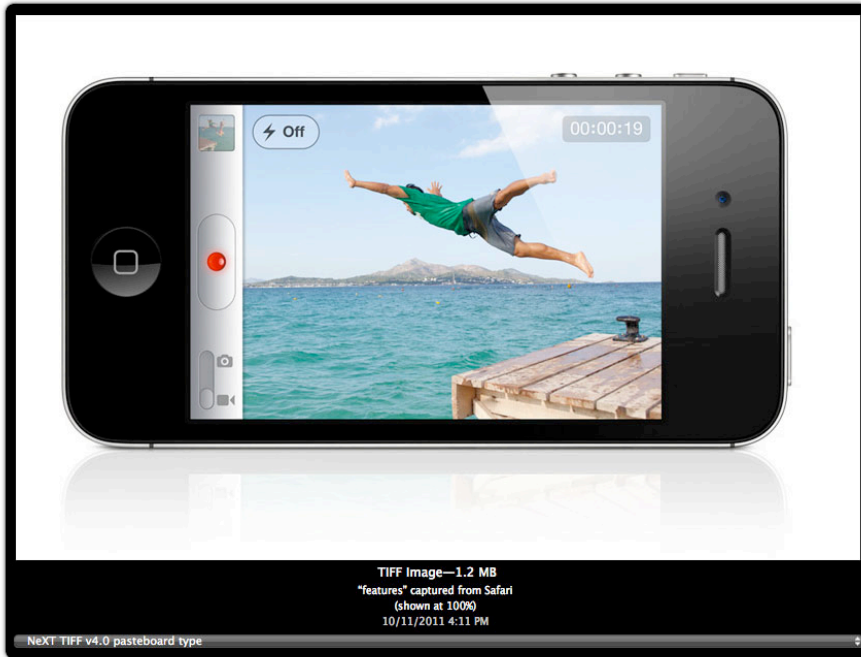 Off
00:00:19
TIFF Image—1.2 MB
“features” captured from Safari
(shown at 100%)
10/11/2011 4:11 PM
NeXT TIFF v4.0 pasteboard type